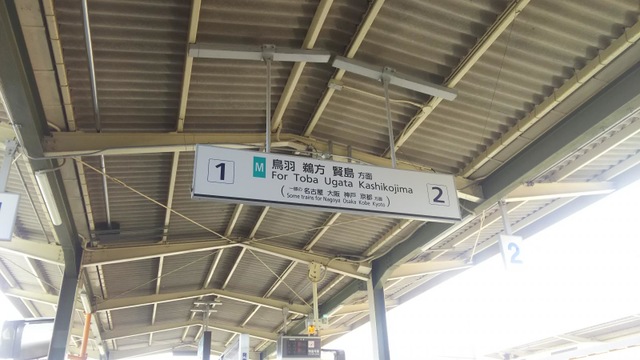 1
M 鳥羽 鵜方 賢島 方面
For Toba Ugata Kashikojima
(一部の 名古屋 大阪 神戸 京都 方面)
(Some trains for Nagoya Osaka Kobe Kyoto)
2
2